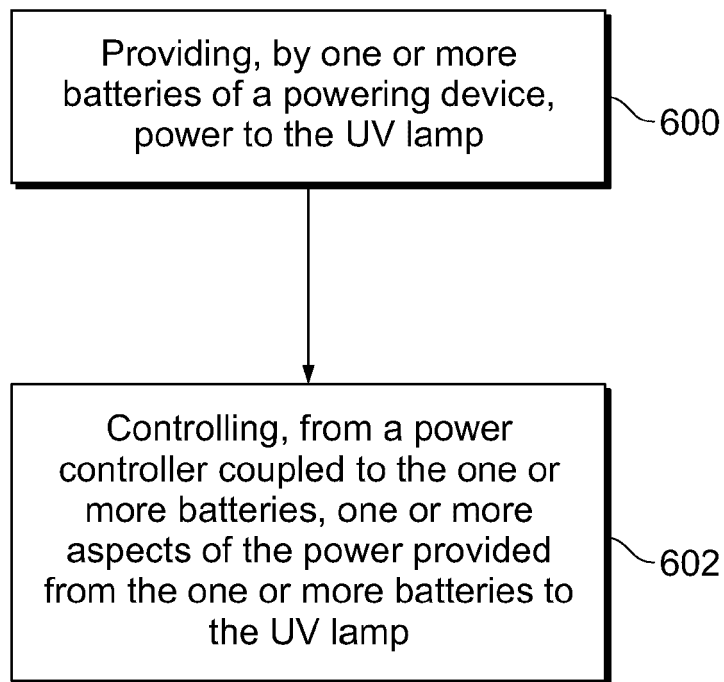 Providing, by one or more
batteries of a powering device,
power to the UV lamp
600
Controlling, from a power
controller coupled to the one or
more batteries, one or more
aspects of the power provided
from the one or more batteries to
the UV lamp
602